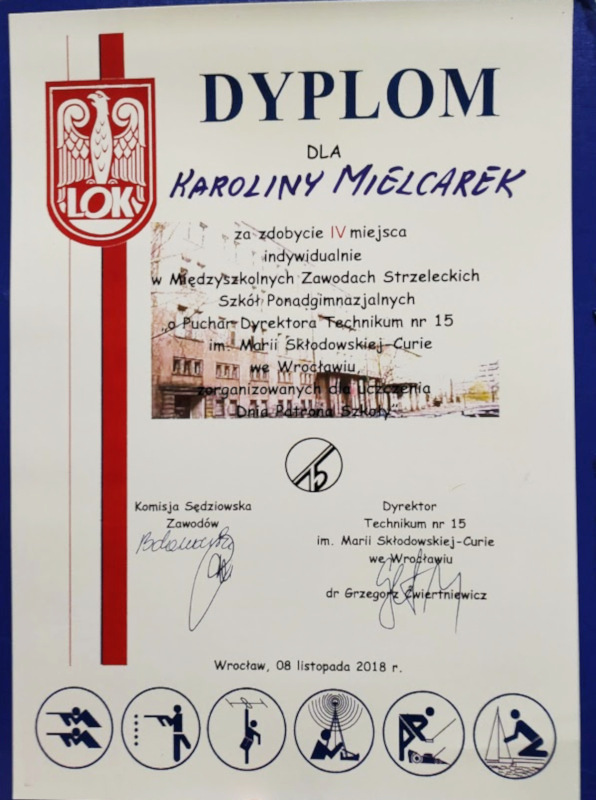 DYPLOM
LOK
DLA
KAROLINY MIELCAREK
za zdobycie IV miejsca
indywidualnie
w Międzyszkolnych Zawodach Strzeleckich
Szkół Ponadgimnazjalnych
„o Puchar Dyrektora Technikum nr 15
im. Marii Skłodowskiej-Curie
we Wrocławiu,
zorganizowanych dla uczczenia
Dnia Patrona Szkoły"
15
Komisja Sędziowska
Zawodów
Dyrektor
Technikum nr 15
im. Marii Skłodowskiej-Curie
we Wrocławiu
dr Grzegorz Ćwiertniewicz
Wrocław, 08 listopada 2018 r.